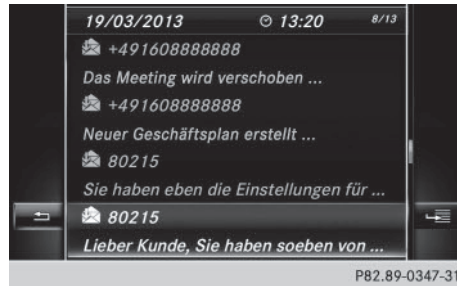 19/03/2013 13:20 8/13
+491608888888
Das Meeting wird verschoben ...
+491608888888
Neuer Geschäftsplan erstellt ...
80215
Sie haben eben die Einstellungen für ...
80215
Lieber Kunde, Sie haben soeben von ...
P82.89-0347-31